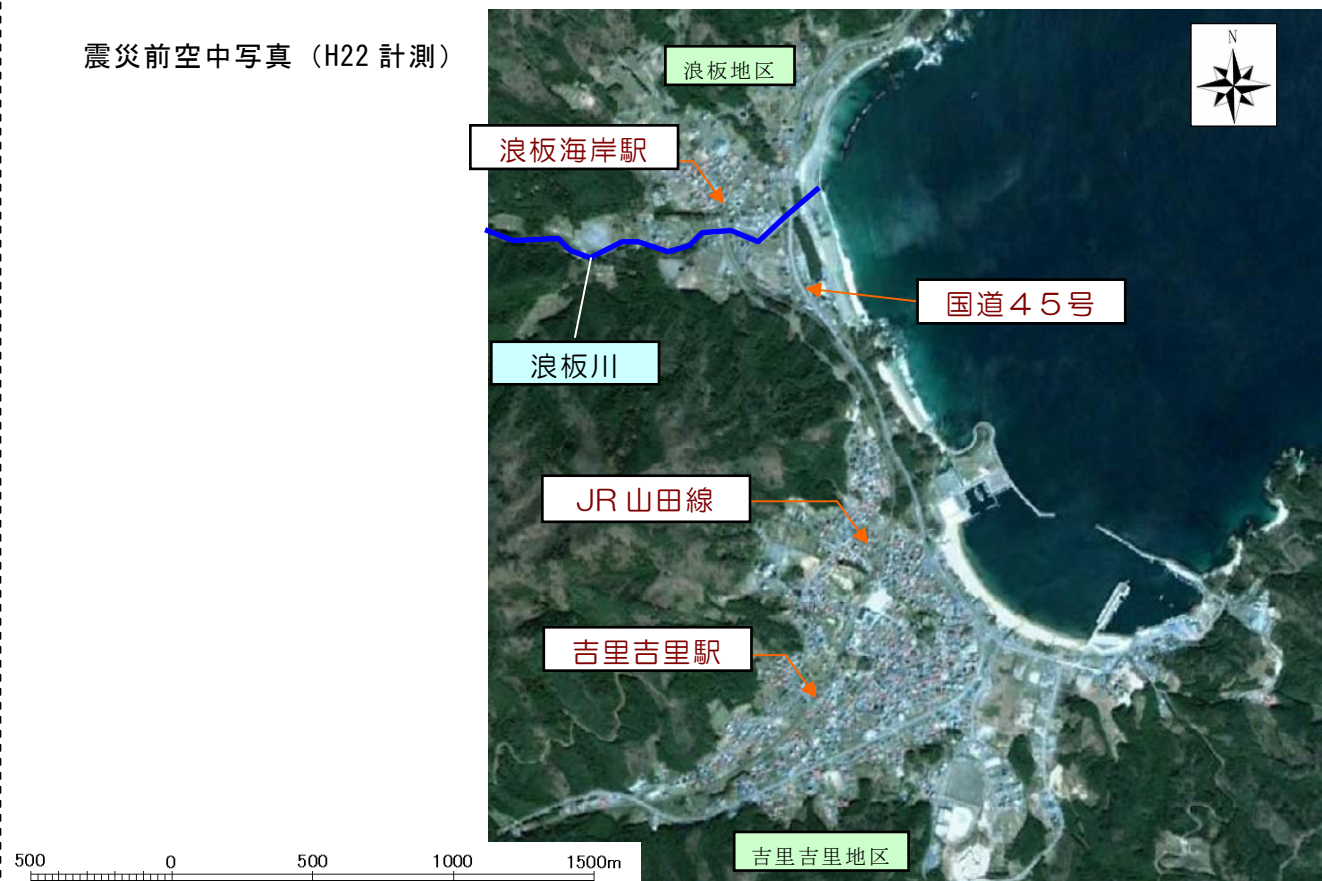 震災前空中写真（H22 計測）
浪板地区
N
浪板海岸駅
国道４５号
浪板川
JR 山田線
吉里吉里駅
吉里吉里地区
500 0 500 1000 1500m